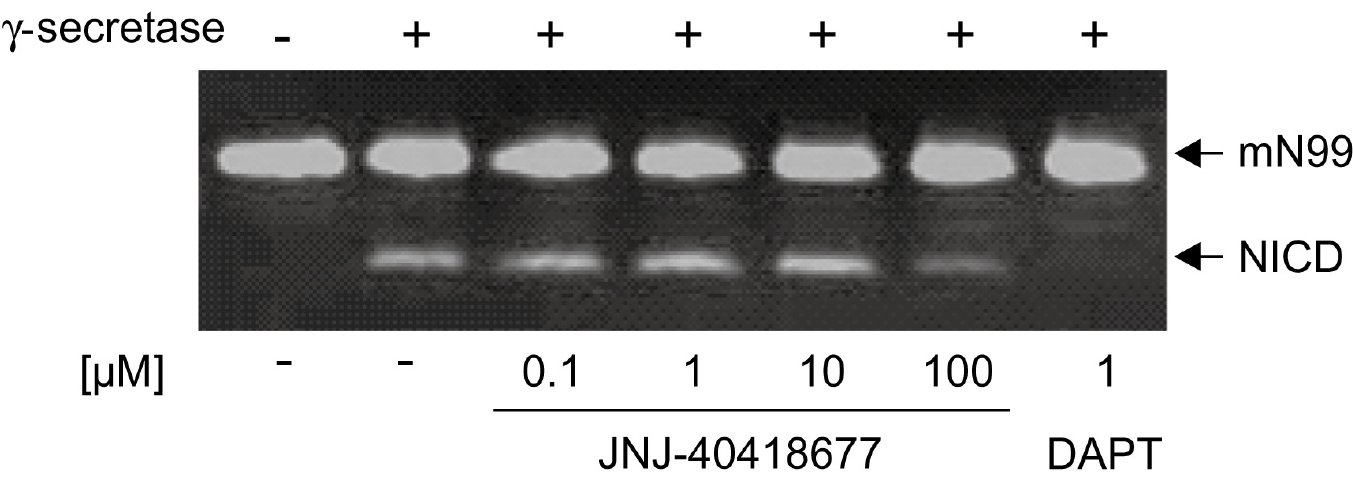 γ-secretase - + + + + + +
mN99
NICD
[µM] - - 0.1 1 10 100 1
JNJ-40418677 DAPT